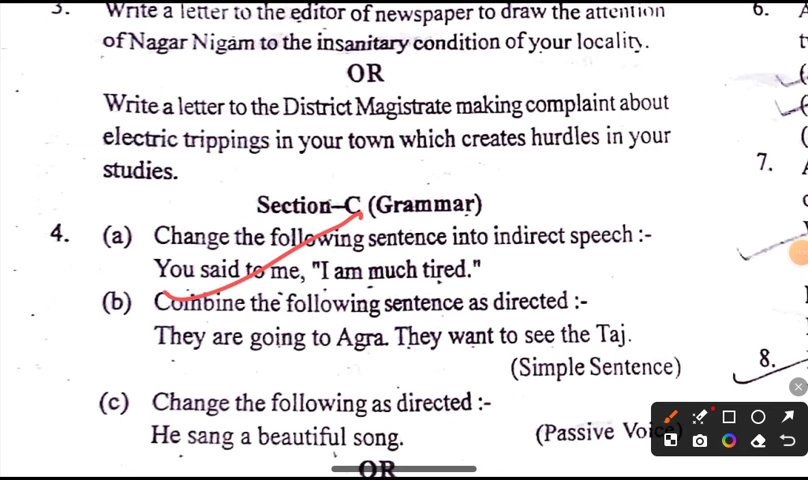 3. Write a letter to the editor of newspaper to draw the attention
of Nagar Nigam to the insanitary condition of your locality.
OR
Write a letter to the District Magistrate making complaint about
electric trippings in your town which creates hurdles in your
studies.
Section–C (Grammar)
4. (a) Change the following sentence into indirect speech :-
You said to me, "I am much tired."
(b) Combine the following sentence as directed :-
They are going to Agra. They want to see the Taj.
(Simple Sentence)
(c) Change the following as directed :-
He sang a beautiful song. (Passive Voice)
OR
6.
7.
8.